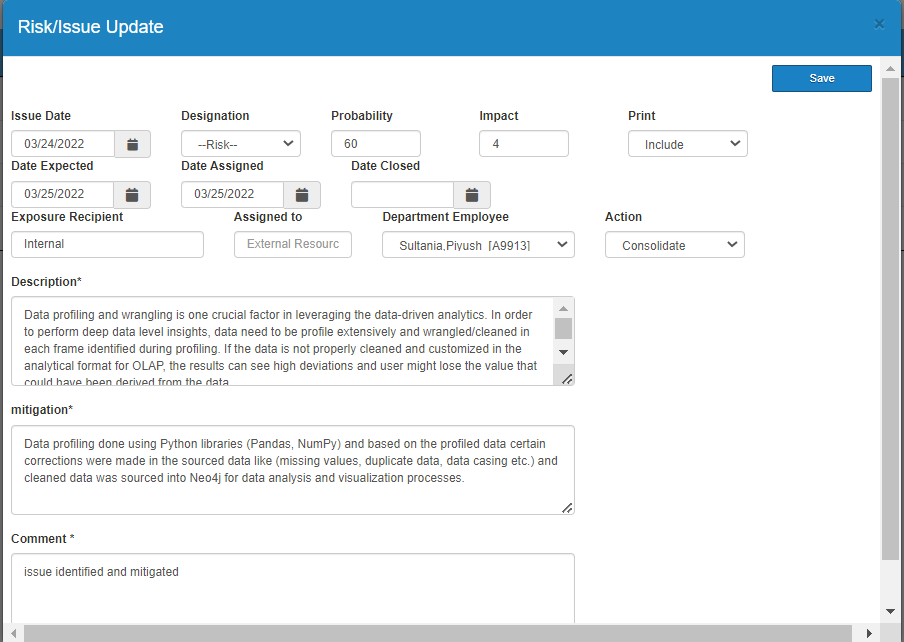 Risk/Issue Update
×
Save
Issue Date Designation Probability Impact Print
03/24/2022 --Risk-- 60 4 Include
Date Expected Date Assigned Date Closed
03/25/2022 03/25/2022
Exposure Recipient Assigned to Department Employee Action
Internal External Resourc Sultania,Piyush [A9913] Consolidate
Description*
Data profiling and wrangling is one crucial factor in leveraging the data-driven analytics. In order
to perform deep data level insights, data need to be profile extensively and wrangled/cleaned in
each frame identified during profiling. If the data is not properly cleaned and customized in the
analytical format for OLAP, the results can see high deviations and user might lose the value that
could have been derived from the data.
mitigation*
Data profiling done using Python libraries (Pandas, NumPy) and based on the profiled data certain
corrections were made in the sourced data like (missing values, duplicate data, data casing etc.) and
cleaned data was sourced into Neo4j for data analysis and visualization processes.
Comment *
issue identified and mitigated